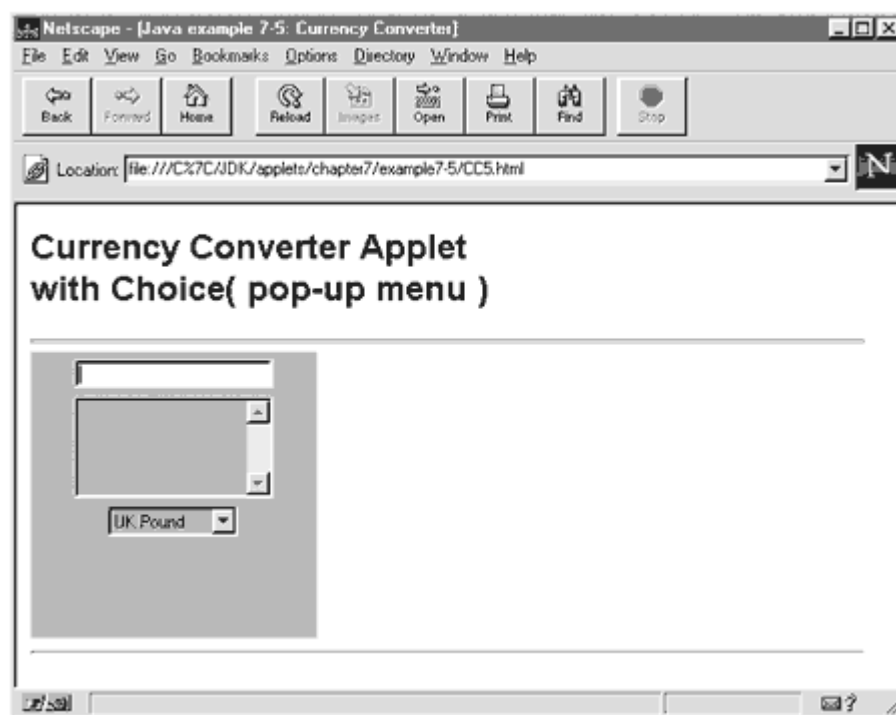 Netscape - [Java example 7-5: Currency Converter]
File Edit View Go Bookmarks Options Directory Window Help
Back Forward Home Reload Images Open Print Find Stop
Location: file:///C%7C/JDK/applets/chapter7/example7-5/CC5.html
N
Currency Converter Applet
with Choice( pop-up menu )
UK Pound
?